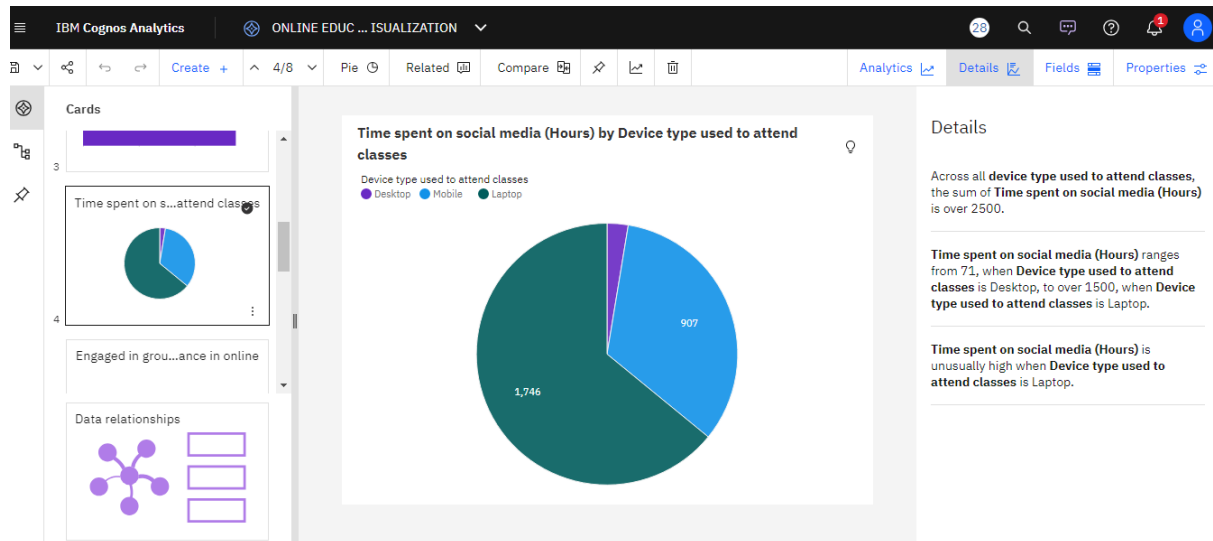 IBM Cognos Analytics
ONLINE EDUC ... ISUALIZATION
28
1
Create +
4/8
Pie
Related
Compare
Analytics
Details
Fields
Properties
Cards
3
Time spent on s...attend classes
4
Engaged in grou...ance in online
Data relationships
Time spent on social media (Hours) by Device type used to attend
classes
Device type used to attend classes
Desktop
Mobile
Laptop
907
1,746
Details
Across all device type used to attend classes,
the sum of Time spent on social media (Hours)
is over 2500.
Time spent on social media (Hours) ranges
from 71, when Device type used to attend
classes is Desktop, to over 1500, when Device
type used to attend classes is Laptop.
Time spent on social media (Hours) is
unusually high when Device type used to
attend classes is Laptop.